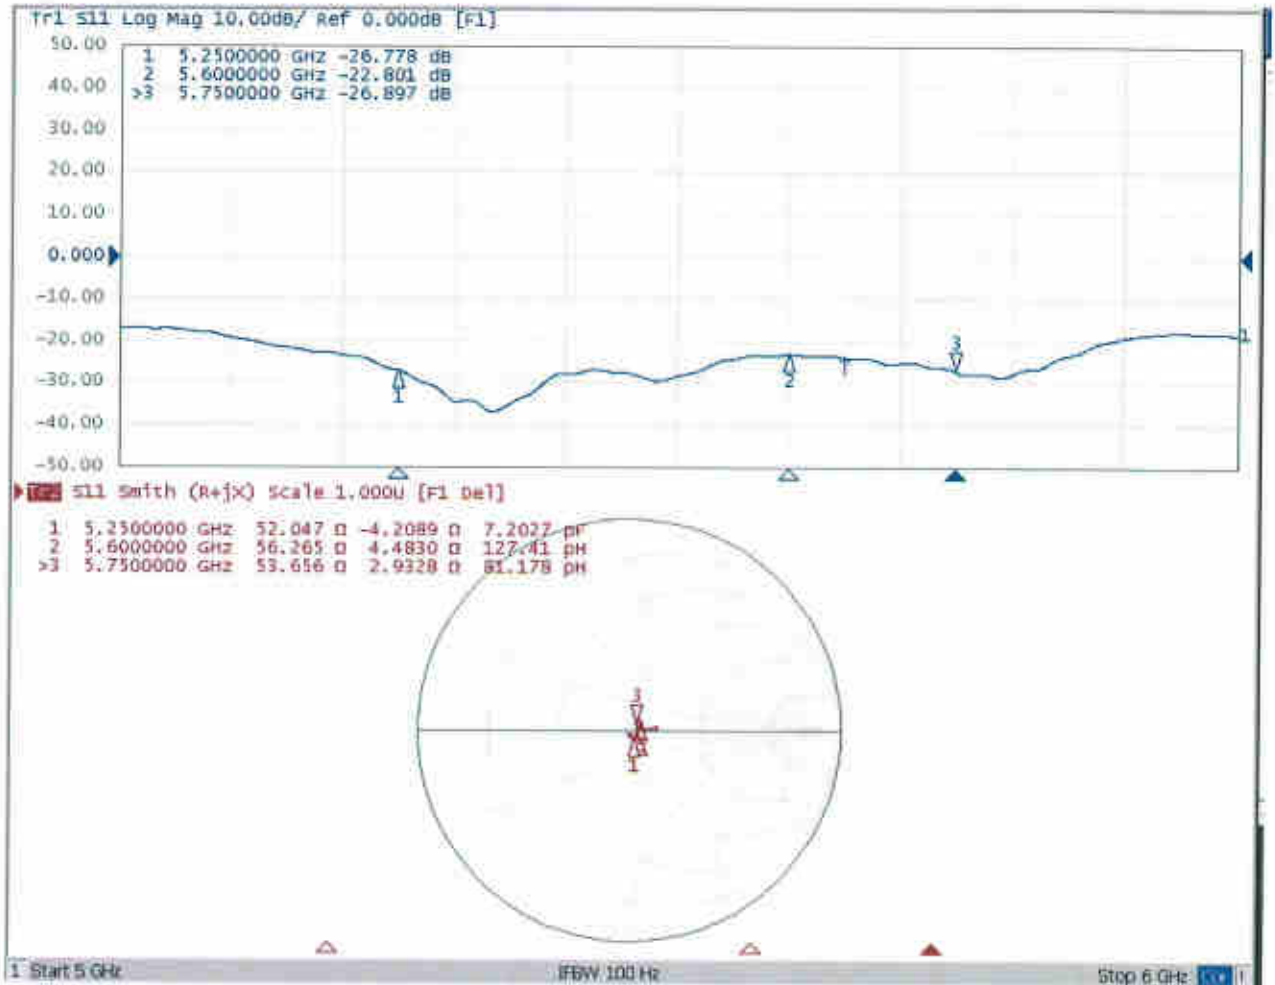 Tr1 S11 Log Mag 10.00dB/ Ref 0.000dB [F1]
50.00
1 5.2500000 GHz -26.778 dB
2 5.6000000 GHz -22.801 dB
>3 5.7500000 GHz -26.897 dB
40.00
30.00
20.00
10.00
0.000
-10.00
-20.00
-30.00
-40.00
-50.00
1
2
3
1
S11 Smith (R+jX) Scale 1.000U [F1 Del]
1 5.2500000 GHz 52.047 Ω -4.2089 Ω 7.2027 pF
2 5.6000000 GHz 56.265 Ω 4.4830 Ω 127.41 pH
>3 5.7500000 GHz 53.656 Ω 2.9328 Ω 81.178 pH
3
1
1 Start 5 GHz IFBW 100 Hz Stop 6 GHz